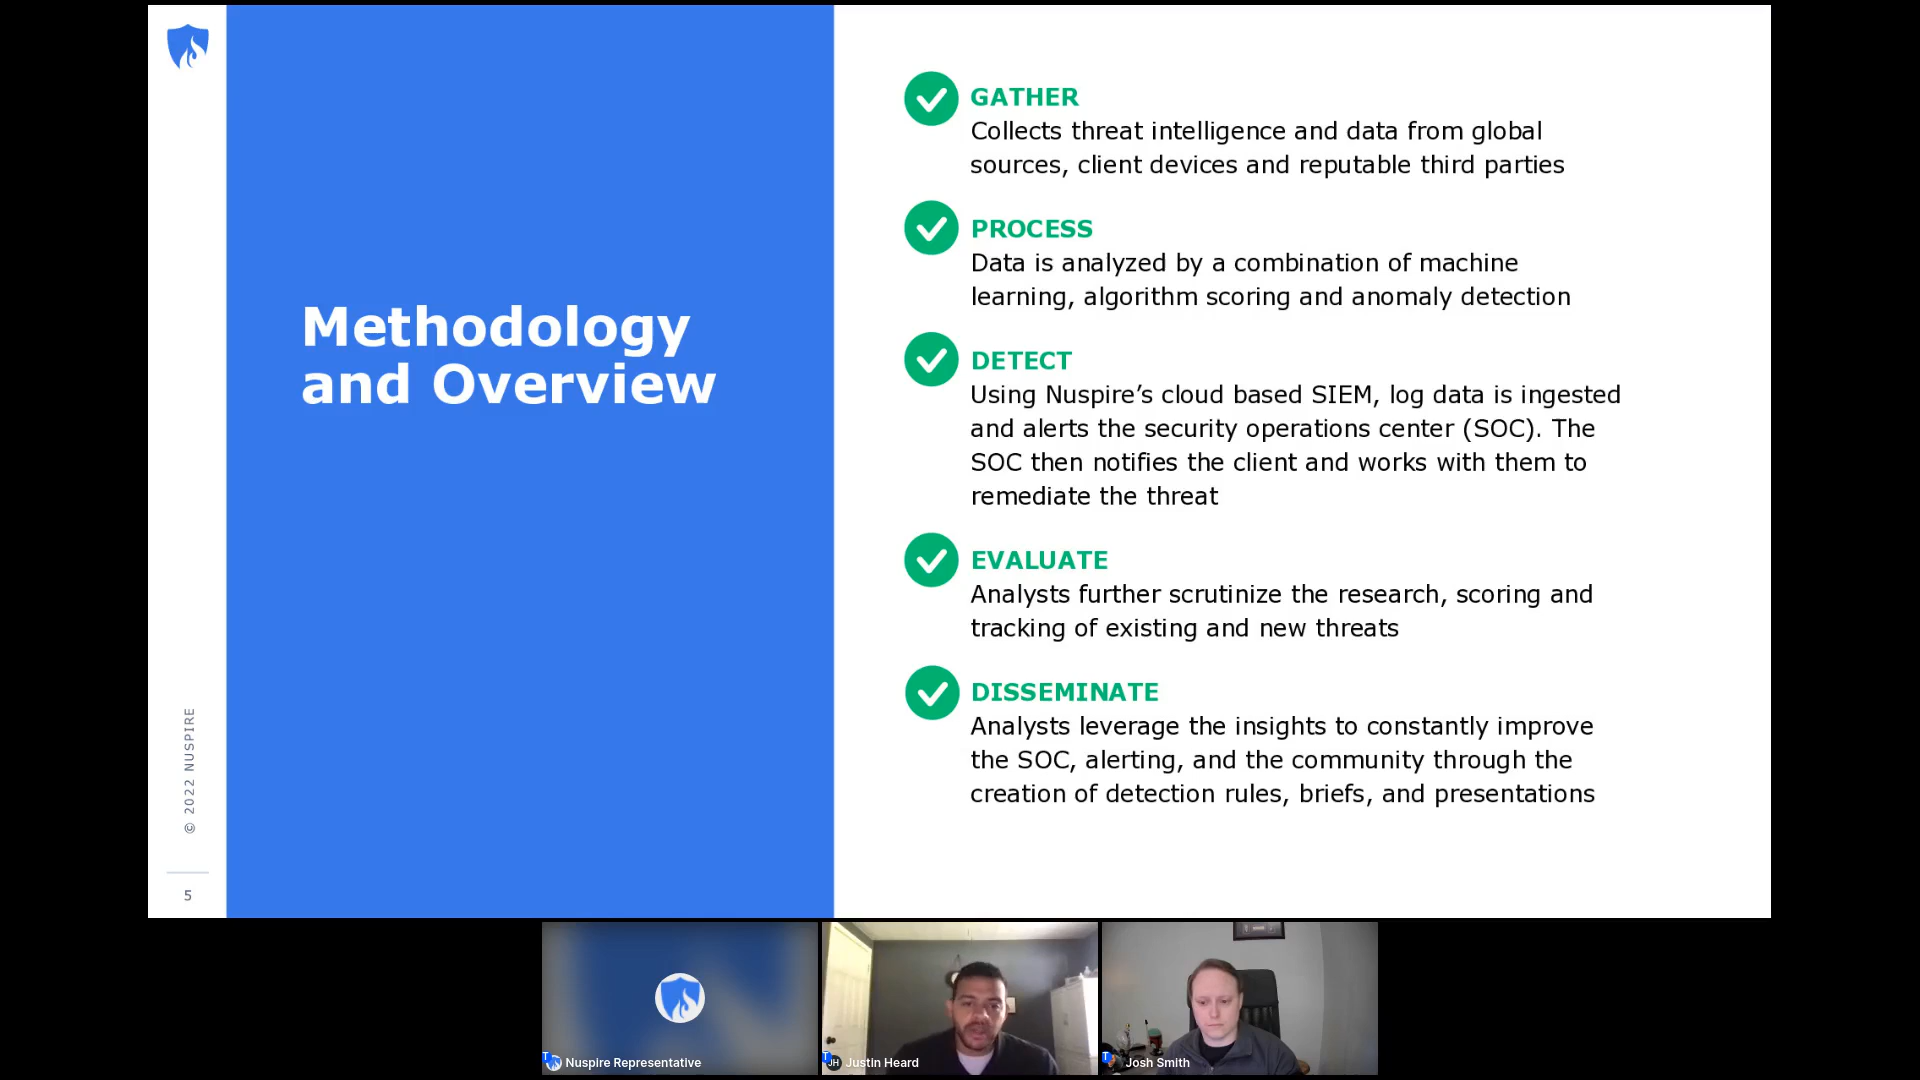 Methodology
and Overview
GATHER
Collects threat intelligence and data from global
sources, client devices and reputable third parties
PROCESS
Data is analyzed by a combination of machine
learning, algorithm scoring and anomaly detection
DETECT
Using Nuspire’s cloud based SIEM, log data is ingested
and alerts the security operations center (SOC). The
SOC then notifies the client and works with them to
remediate the threat
EVALUATE
Analysts further scrutinize the research, scoring and
tracking of existing and new threats
DISSEMINATE
Analysts leverage the insights to constantly improve
the SOC, alerting, and the community through the
creation of detection rules, briefs, and presentations
© 2022 NUSPIRE
5
T Nuspire Representative
T JH Justin Heard
T Josh Smith